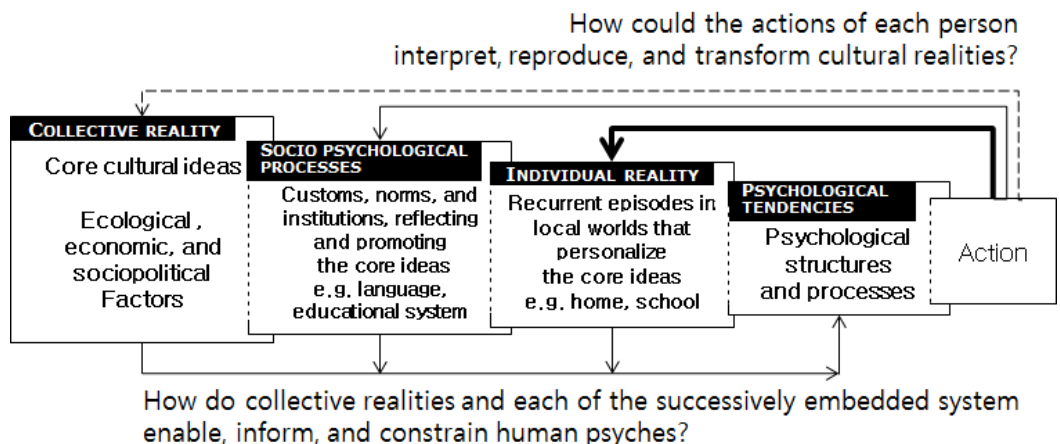 How could the actions of each person
interpret, reproduce, and transform cultural realities?
COLLECTIVE REALITY
Core cultural ideas
Ecological,
economic, and
sociopolitical
Factors
SOCIO PSYCHOLOGICAL
PROCESSES
Customs, norms, and
institutions, reflecting
and promoting
the core ideas
e.g. language,
educational system
INDIVIDUAL REALITY
Recurrent episodes in
local worlds that
personalize
the core ideas
e.g. home, school
PSYCHOLOGICAL
TENDENCIES
Psychological
structures
and processes
Action
How do collective realities and each of the successively embedded system
enable, inform, and constrain human psyches?